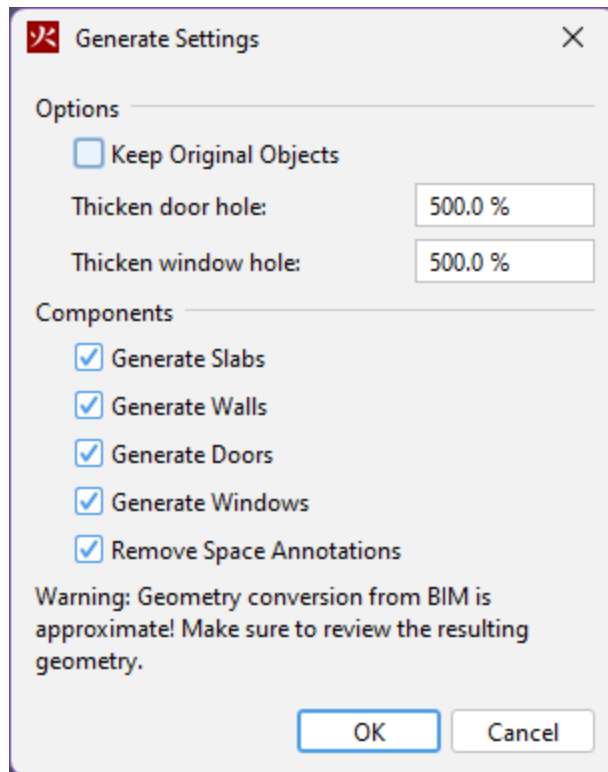 火 Generate Settings
Options
Keep Original Objects
Thicken door hole: 500.0 %
Thicken window hole: 500.0 %
Components
Generate Slabs
Generate Walls
Generate Doors
Generate Windows
Remove Space Annotations
Warning: Geometry conversion from BIM is
approximate! Make sure to review the resulting
geometry.
OK Cancel